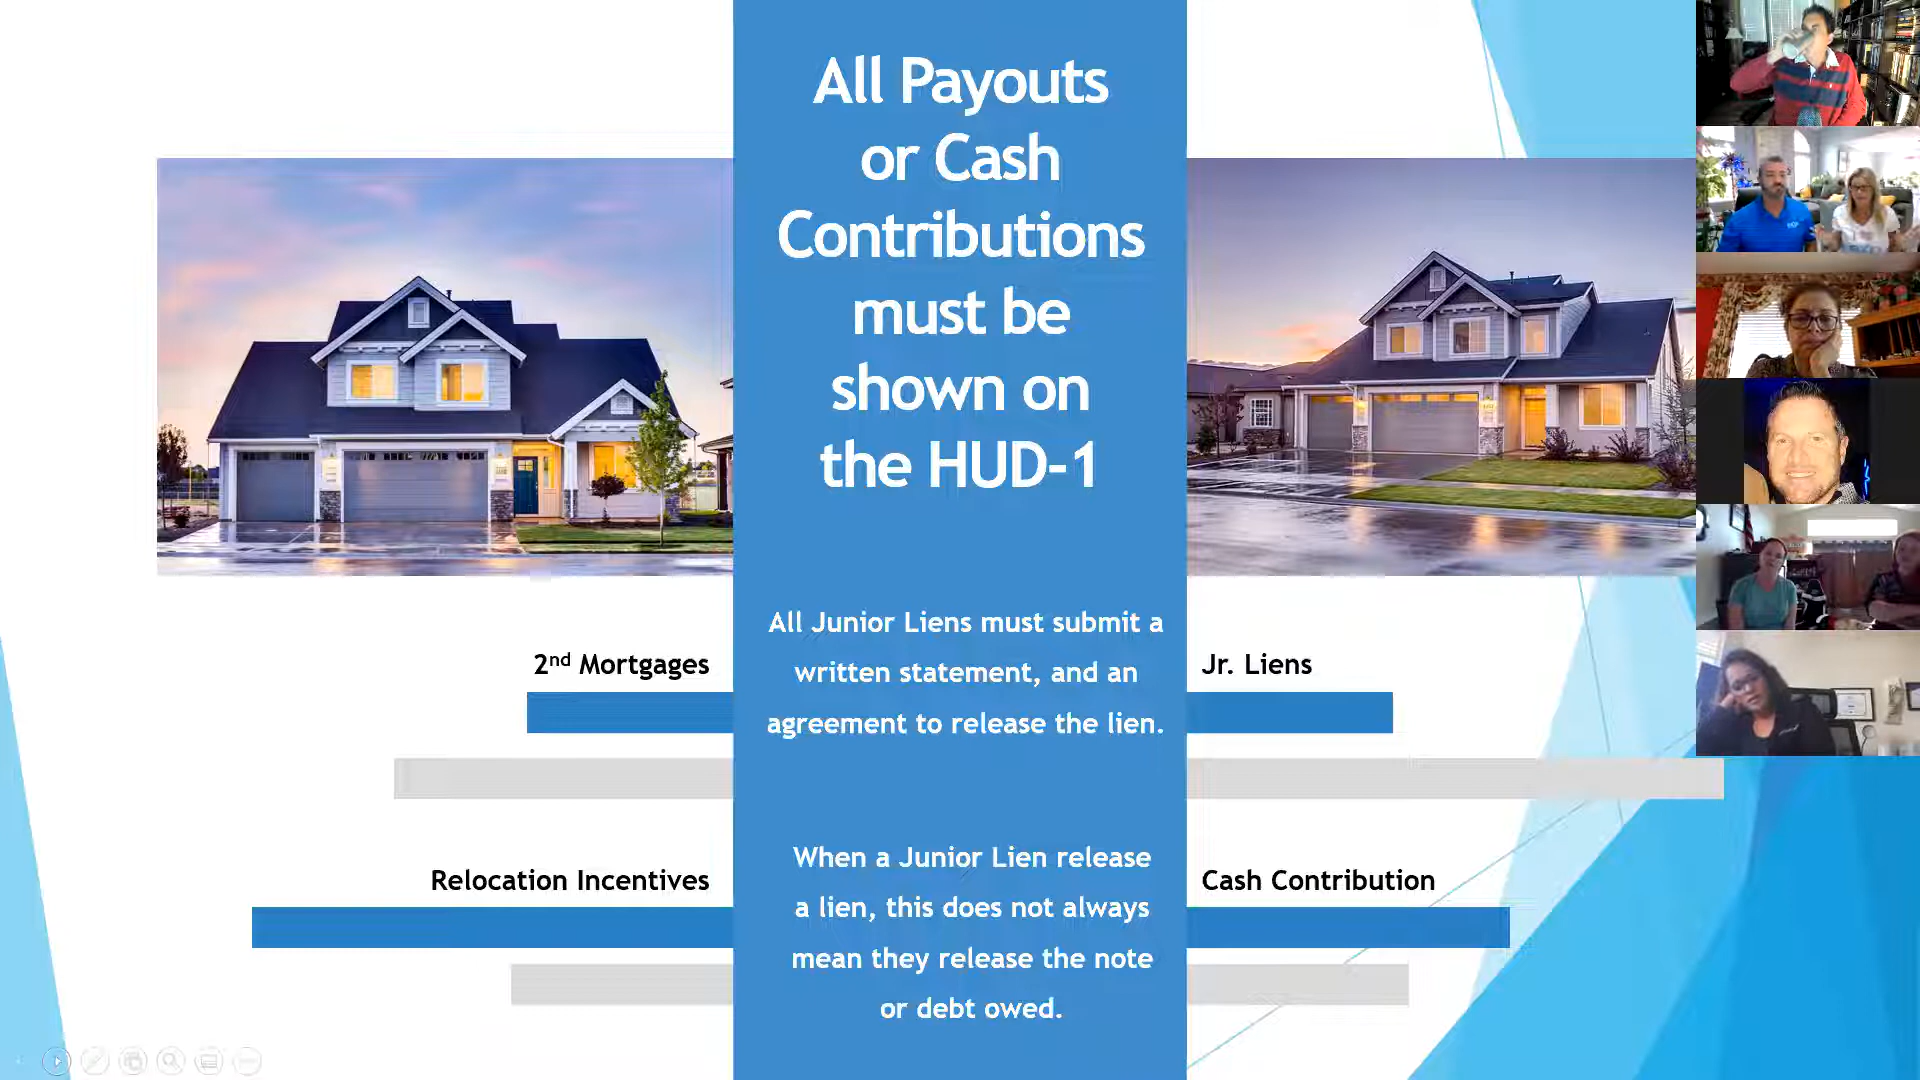 All Payouts
or Cash
Contributions
must be
shown on
the HUD-1
All Junior Liens must submit a
written statement, and an
agreement to release the lien.
When a Junior Lien release
a lien, this does not always
mean they release the note
or debt owed.
2nd Mortgages
Relocation Incentives
Jr. Liens
Cash Contribution